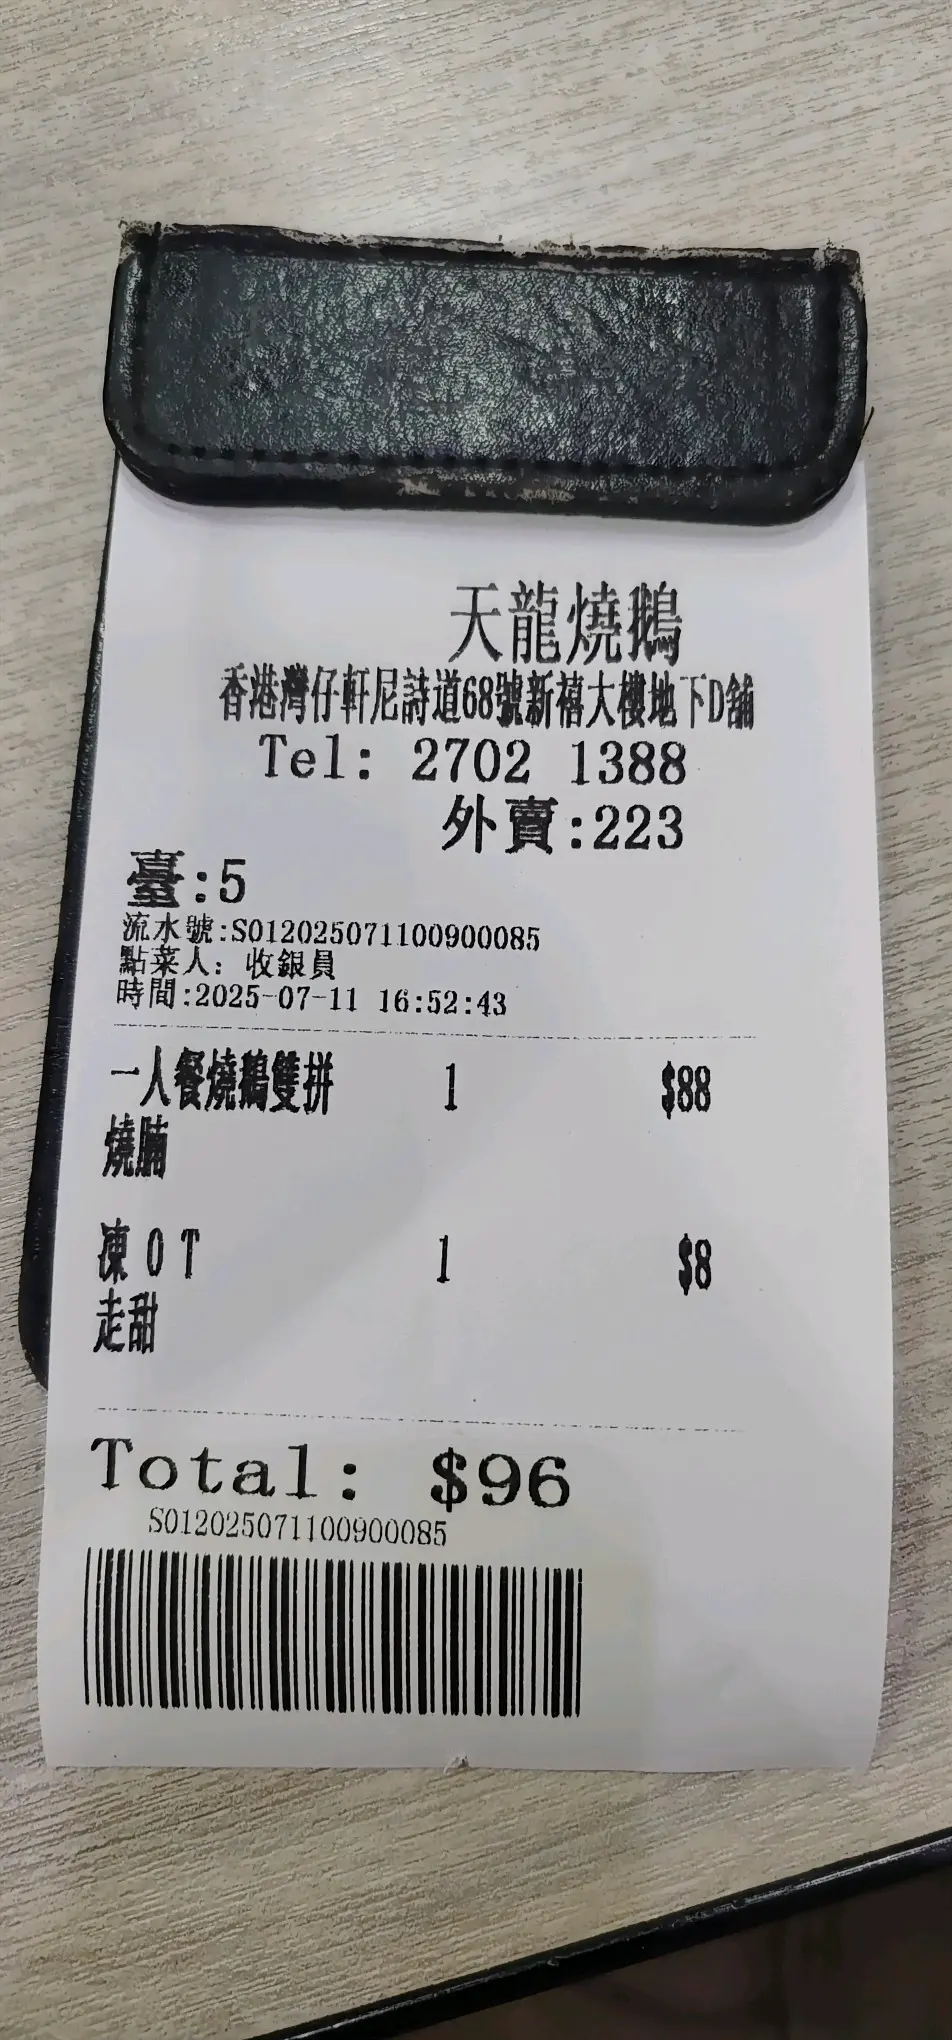 天龍燒鵝
香港灣仔軒尼詩道68號新禧大樓地下D舖
Tel: 2702 1388
外賣:223
臺:5
流水號:S012025071100900085
點菜人: 收銀員
時間:2025-07-11 16:52:43
一人餐燒鵝雙拼 1 $88
燒腩
凍OT 1 $8
走甜
Total: $96
S012025071100900085